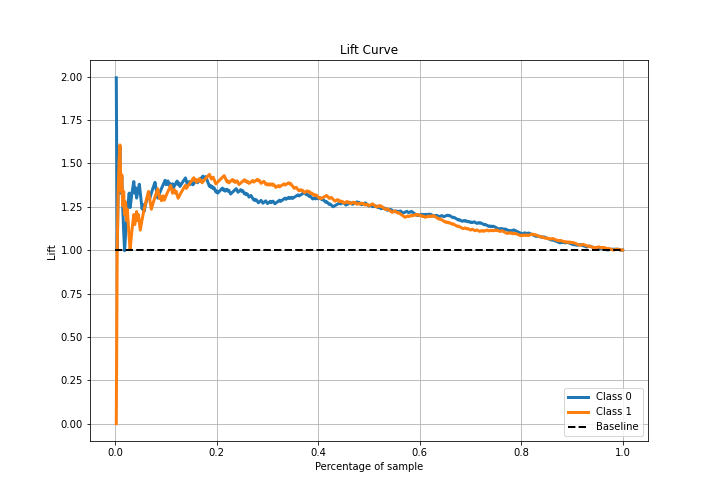 Lift Curve
2.00
1.75
1.50
1.25
1.00
0.75
0.50
0.25
0.00
Lift
0.0 0.2 0.4 0.6 0.8 1.0
Percentage of sample
Class 0
Class 1
Baseline